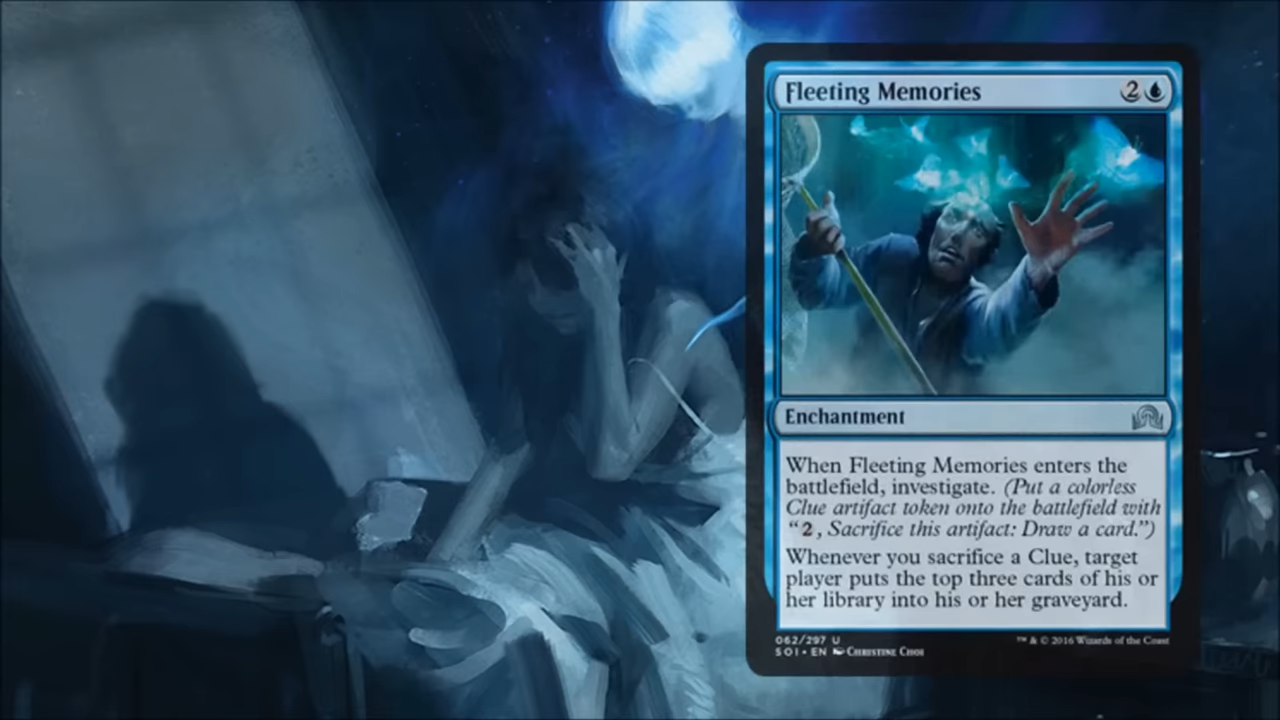 Fleeting Memories 2
Enchantment
When Fleeting Memories enters the
battlefield, investigate. (Put a colorless
Clue artifact token onto the battlefield with
“2, Sacrifice this artifact: Draw a card.”)
Whenever you sacrifice a Clue, target
player puts the top three cards of his or
her library into his or her graveyard.
062/297 U
SOI • EN Christine Choi
™ & © 2016 Wizards of the Coast